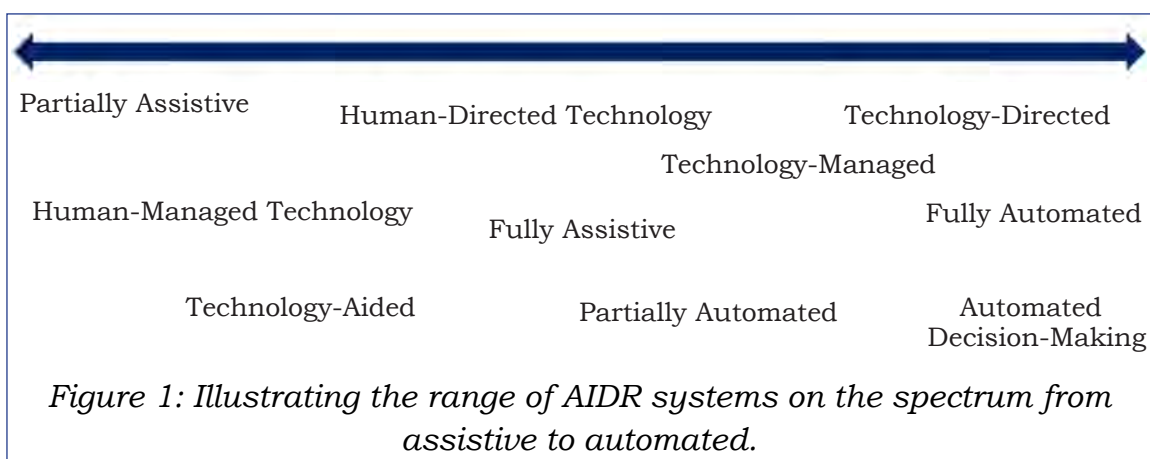 Partially Assistive
Human-Directed Technology
Technology-Directed
Technology-Managed
Human-Managed Technology
Fully Assistive
Fully Automated
Technology-Aided
Partially Automated
Automated
Decision-Making
Figure 1: Illustrating the range of AIDR systems on the spectrum from
assistive to automated.